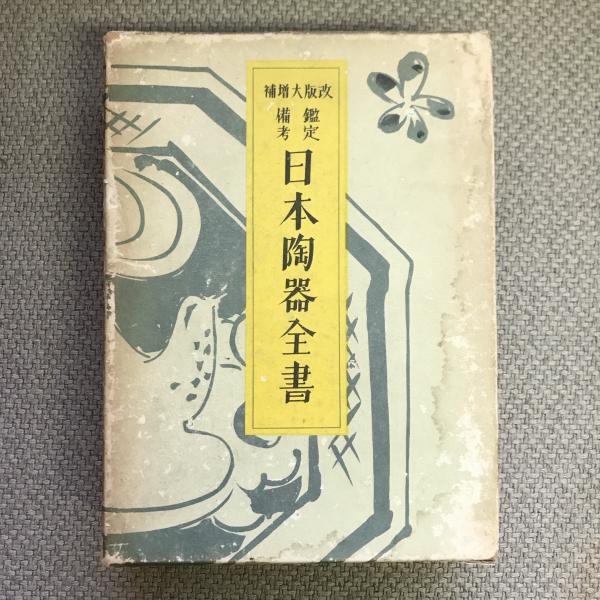 改版大増補
鑑定
備考
日本陶器全書